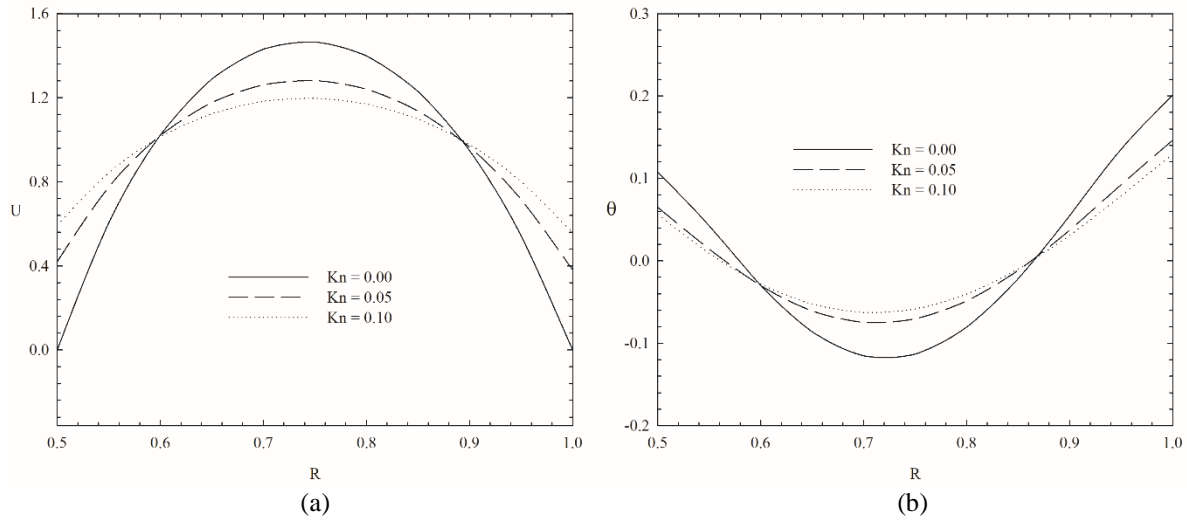 1.6
1.2
0.8
U
0.4
0.0
0.5 0.6 0.7 0.8 0.9 1.0
R
Kn = 0.00
Kn = 0.05
Kn = 0.10
(a)
0.3
0.2
0.1
θ
0.0
-0.1
-0.2
0.5 0.6 0.7 0.8 0.9 1.0
R
Kn = 0.00
Kn = 0.05
Kn = 0.10
(b)